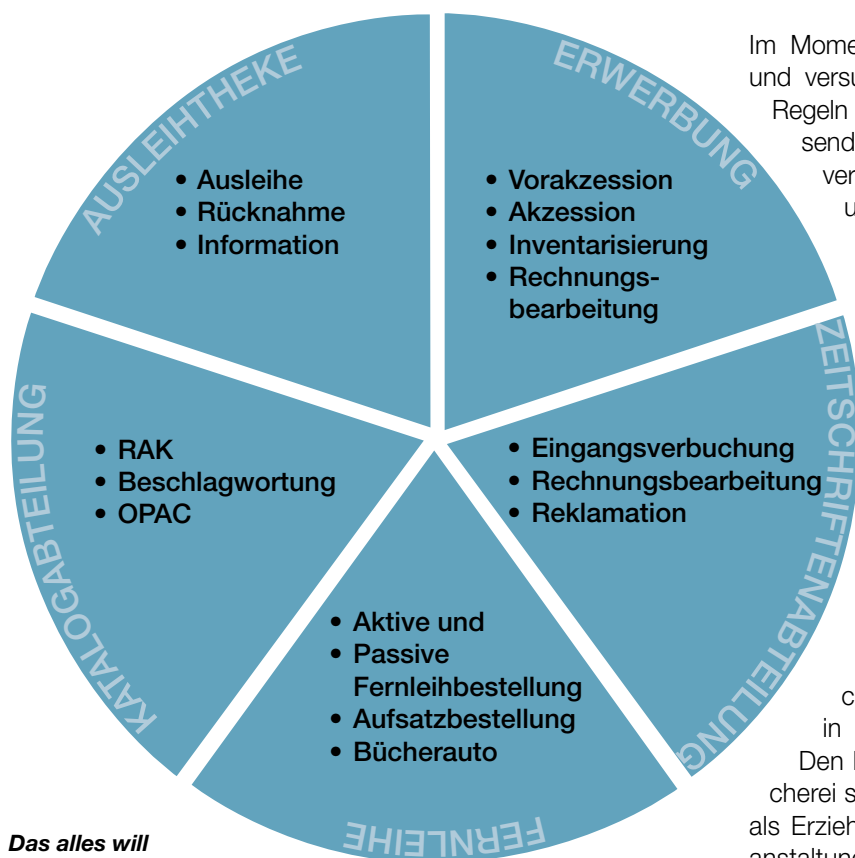 AUSLEIHTHEKE
• Ausleihe
• Rücknahme
• Information
ERWERBUNG
• Vorakzession
• Akzession
• Inventarisierung
• Rechnungs-
bearbeitung
ZEITSCHRIFTENABTEILUNG
• Eingangsverbuchung
• Rechnungsbearbeitung
• Reklamation
FERNLEIHE
• Aktive und
• Passive
Fernleihbestellung
• Aufsatzbestellung
• Bücherauto
KATALOGABTEILUNG
• RAK
• Beschlagwortung
• OPAC
Das alles will
Im Mome
und versu
Regeln
send
ver
u
c
in
Den
cherei s
als Erzieh
anstaltung